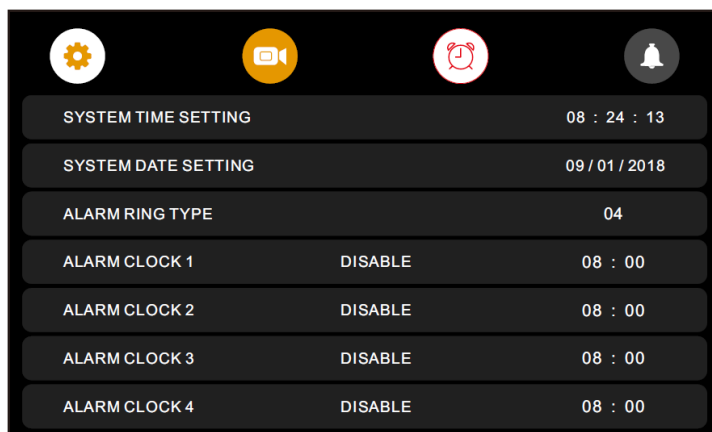 SYSTEM TIME SETTING 08 : 24 : 13
SYSTEM DATE SETTING 09 / 01 / 2018
ALARM RING TYPE 04
ALARM CLOCK 1 DISABLE 08 : 00
ALARM CLOCK 2 DISABLE 08 : 00
ALARM CLOCK 3 DISABLE 08 : 00
ALARM CLOCK 4 DISABLE 08 : 00